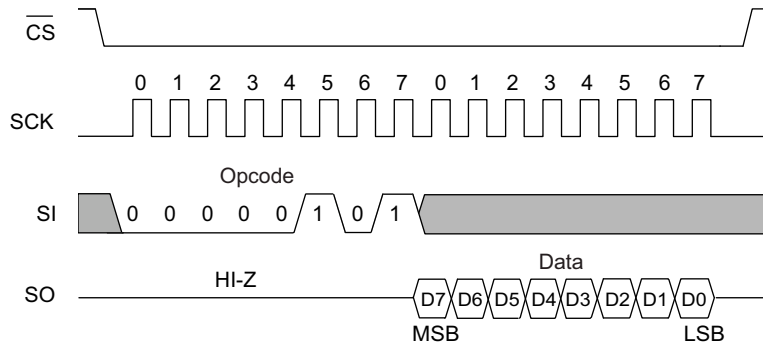 CS
0 1 2 3 4 5 6 7 0 1 2 3 4 5 6 7
SCK
Opcode
SI 0 0 0 0 0 1 0 1
HI-Z Data
SO D7 D6 D5 D4 D3 D2 D1 D0
MSB LSB